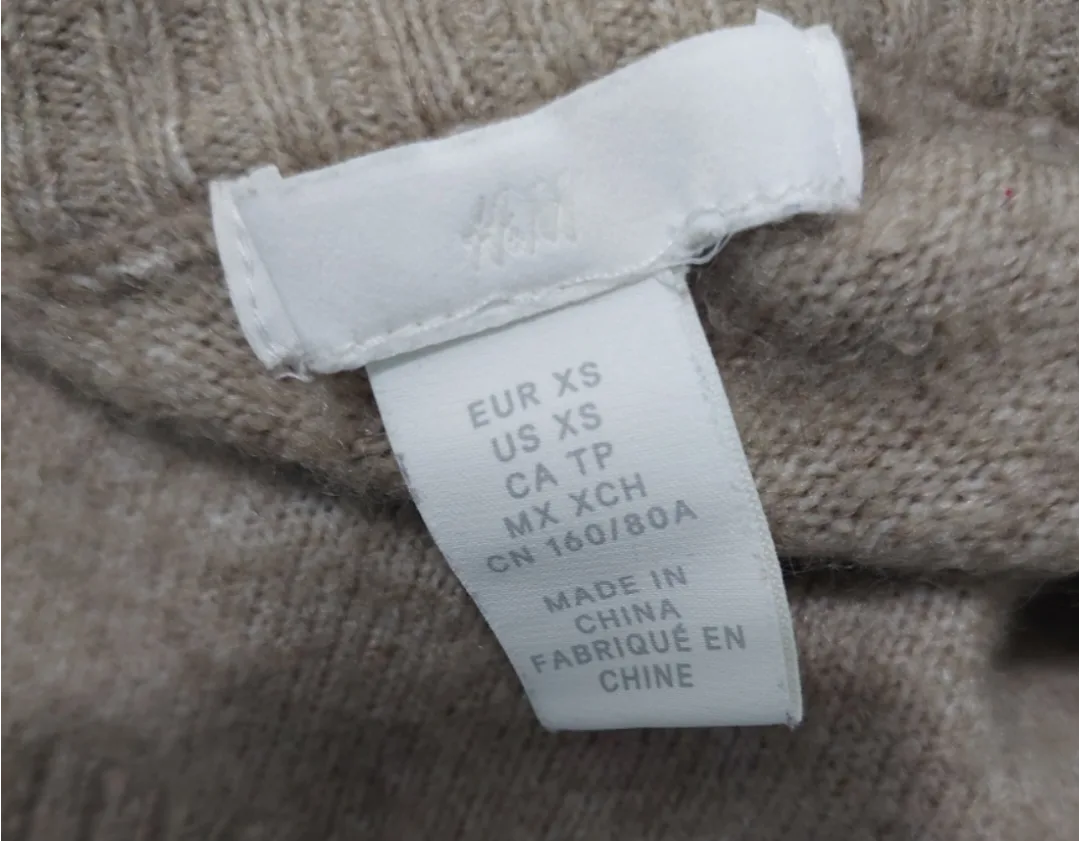 H&M
EUR XS
US XS
CA TP
MX XCH
CN 160/80A
MADE IN
CHINA
FABRIQUÉ EN
CHINE